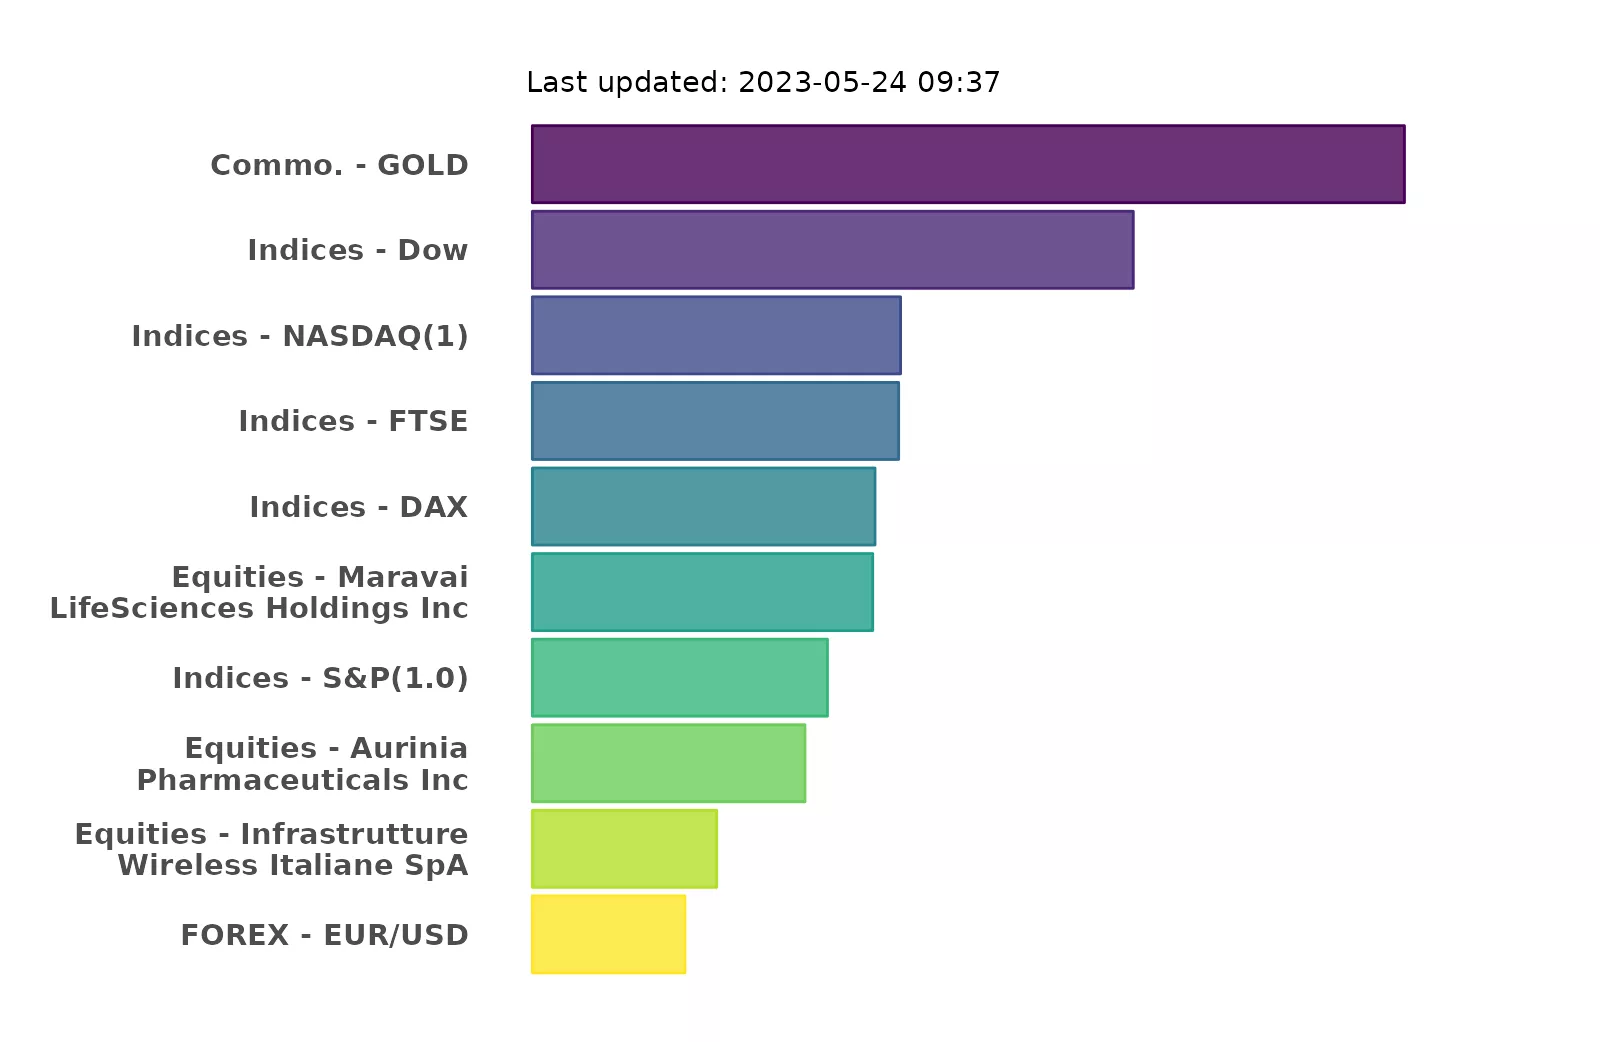 Last updated: 2023-05-24 09:37
Commo. - GOLD
Indices - Dow
Indices - NASDAQ(1)
Indices - FTSE
Indices - DAX
Equities - Maravai
LifeSciences Holdings Inc
Indices - S&P(1.0)
Equities - Aurinia
Pharmaceuticals Inc
Equities - Infrastrutture
Wireless Italiane SpA
FOREX - EUR/USD